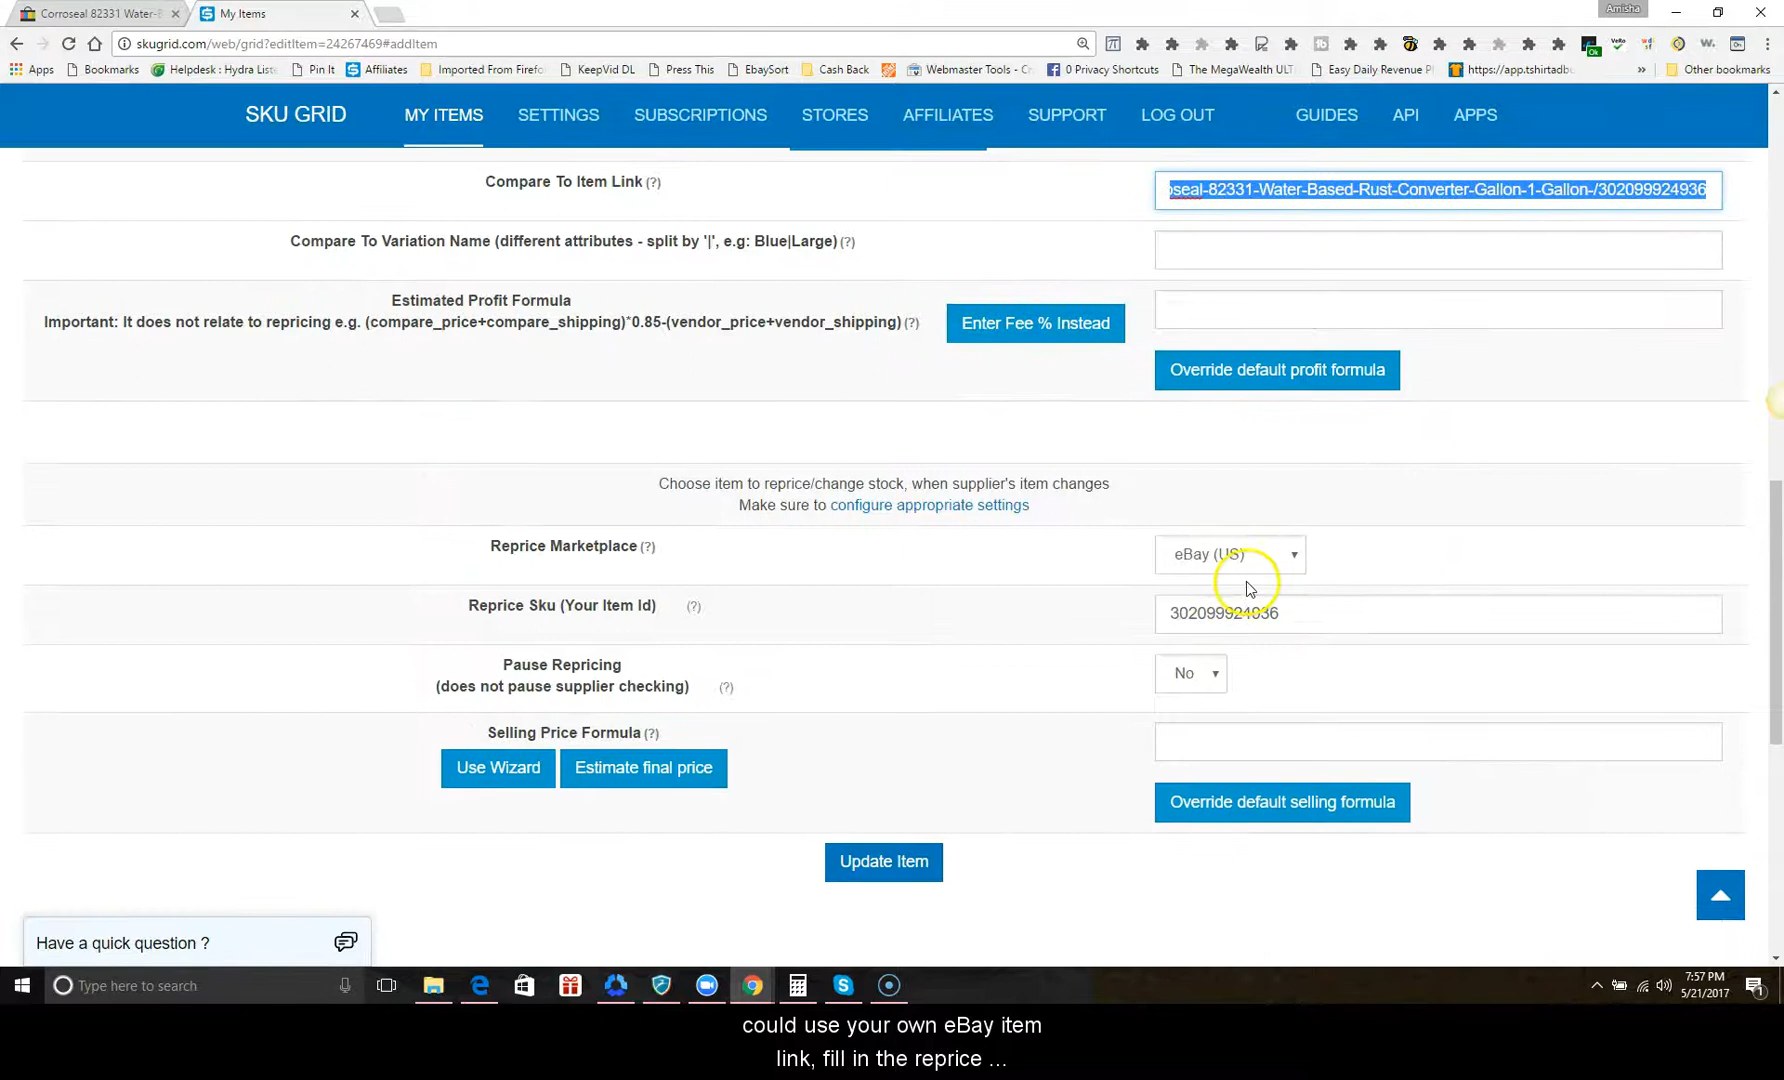 Corroseal 82331 Water-B
My Items
Amisha
skugrid.com/web/grid?editItem=24267469#addItem
Apps
Bookmarks
Helpdesk : Hydra Liste
Pin It
Affiliates
Imported From Firefo
KeepVid DL
Press This
EbaySort
Cash Back
Webmaster Tools - Cr
0 Privacy Shortcuts
The MegaWealth ULT
Easy Daily Revenue P
https://app.tshirtadbu
»
Other bookmarks
SKU GRID
MY ITEMS
SETTINGS
SUBSCRIPTIONS
STORES
AFFILIATES
SUPPORT
LOG OUT
GUIDES
API
APPS
Compare To Item Link (?)
oseal-82331-Water-Based-Rust-Converter-Gallon-1-Gallon-/302099924936
Compare To Variation Name (different attributes - split by '|', e.g: Blue|Large) (?)
Estimated Profit Formula
Important: It does not relate to repricing e.g. (compare_price+compare_shipping)*0.85-(vendor_price+vendor_shipping) (?)
Enter Fee % Instead
Override default profit formula
Choose item to reprice/change stock, when supplier's item changes
Make sure to configure appropriate settings
Reprice Marketplace (?)
eBay (US)
Reprice Sku (Your Item Id) (?)
302099924936
Pause Repricing
(does not pause supplier checking) (?)
No
Selling Price Formula (?)
Use Wizard
Estimate final price
Override default selling formula
Update Item
Have a quick question ?
Type here to search
7:57 PM
5/21/2017
could use your own eBay item
link, fill in the reprice ...